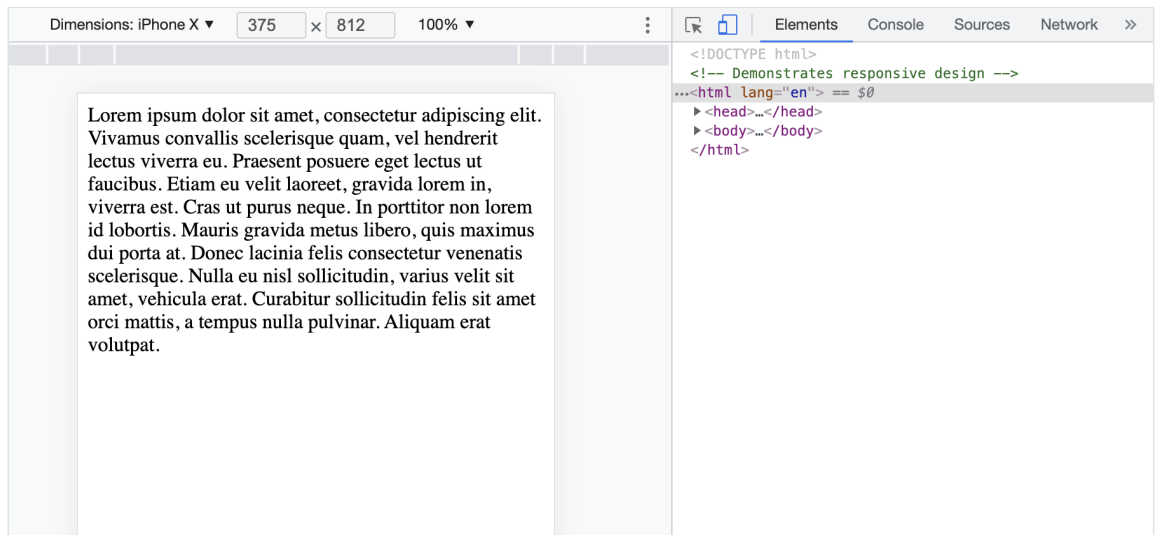 Dimensions: iPhone X ▼ 375 × 812 100% ▼
Elements Console Sources Network »
Lorem ipsum dolor sit amet, consectetur adipiscing elit.
Vivamus convallis scelerisque quam, vel hendrerit
lectus viverra eu. Praesent posuere eget lectus ut
faucibus. Etiam eu velit laoreet, gravida lorem in,
viverra est. Cras ut purus neque. In porttitor non lorem
id lobortis. Mauris gravida metus libero, quis maximus
dui porta at. Donec lacinia felis consectetur venenatis
scelerisque. Nulla eu nisl sollicitudin, varius velit sit
amet, vehicula erat. Curabitur sollicitudin felis sit amet
orci mattis, a tempus nulla pulvinar. Aliquam erat
volutpat.
<!DOCTYPE html>
<!-- Demonstrates responsive design -->
…<html lang="en"> == $0
▶<head>…</head>
▶<body>…</body>
</html>